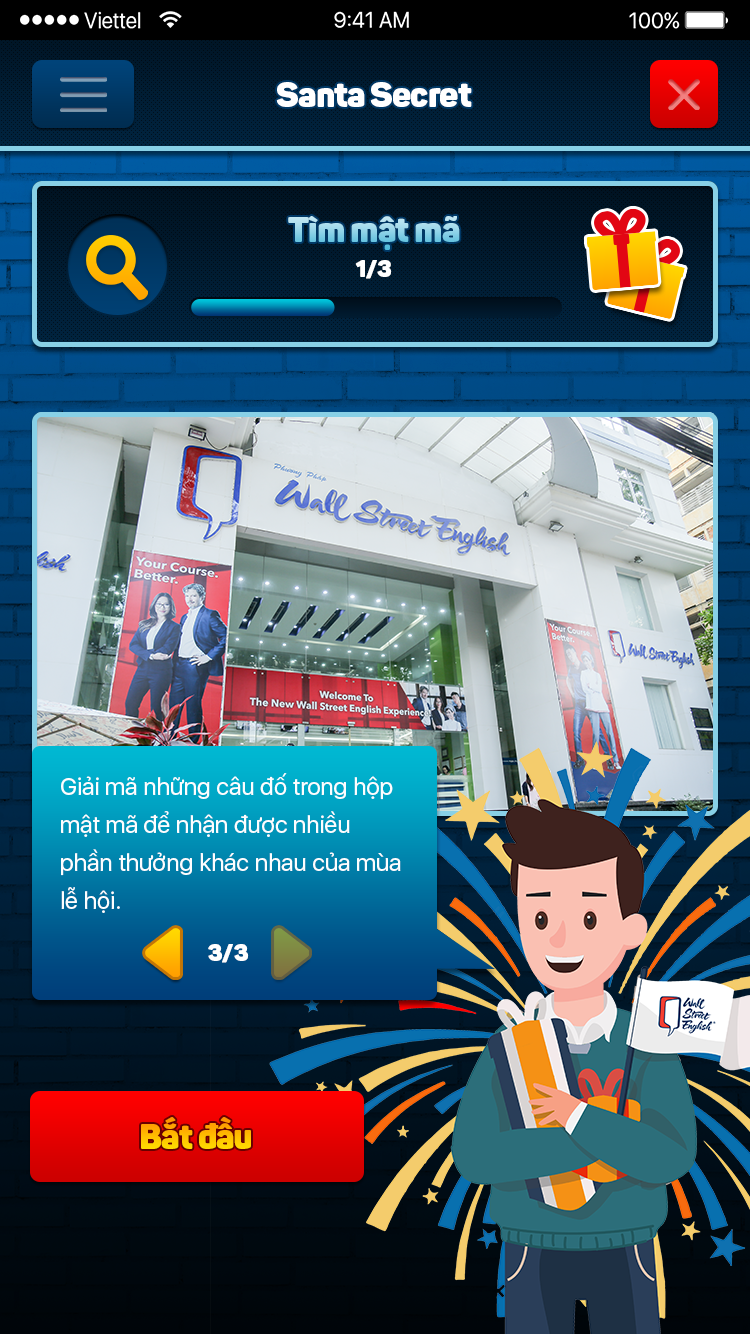 Viettel
9:41 AM
100%
Santa Secret
Tìm mật mã
1/3
Phương Pháp
Wall Street English
Your Course.
Better.
Your Course.
Better.
Wall Street English
Welcome To
The New Wall Street English Experience
Giải mã những câu đố trong hộp
mật mã để nhận được nhiều
phần thưởng khác nhau của mùa
lễ hội.
3/3
Wall
Street
English
Bắt đầu